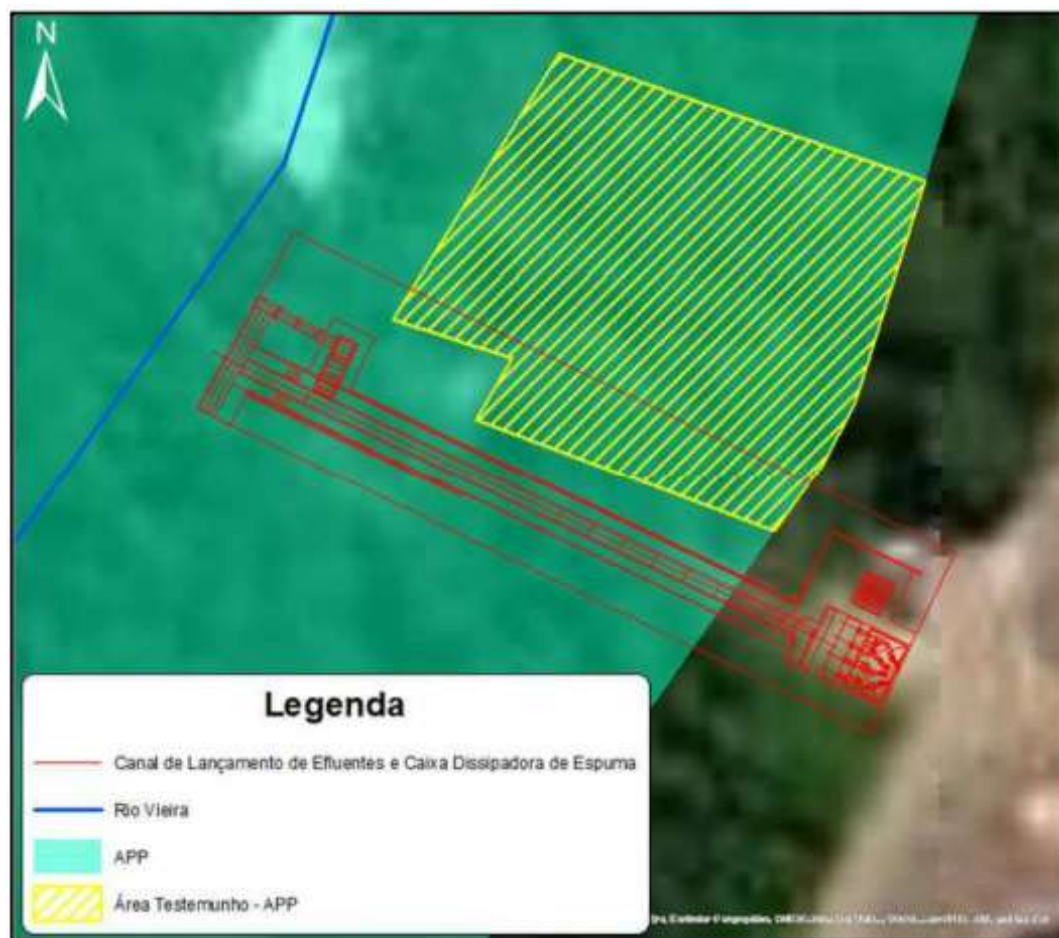 N
Legenda
Canal de Lançamento de Efluentes e Caixa Dissipadora de Espuma
Rio Vieira
APP
Área Testemunho - APP